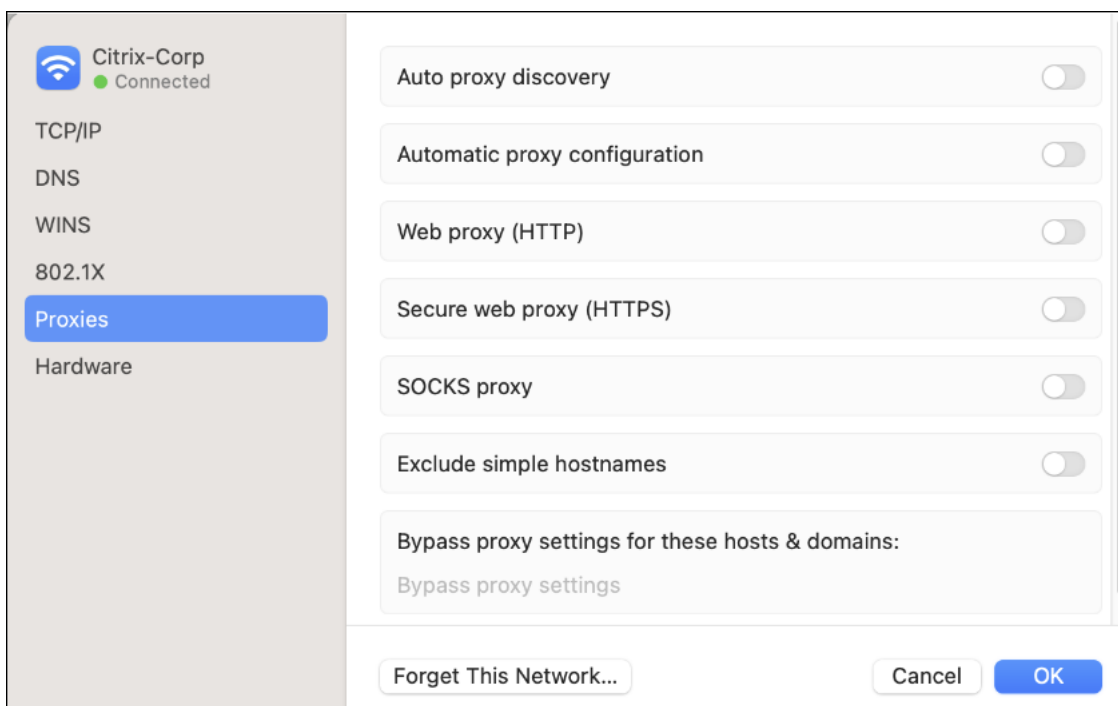 Citrix-Corp
Connected
TCP/IP
DNS
WINS
802.1X
Proxies
Hardware
Auto proxy discovery
Automatic proxy configuration
Web proxy (HTTP)
Secure web proxy (HTTPS)
SOCKS proxy
Exclude simple hostnames
Bypass proxy settings for these hosts & domains:
Bypass proxy settings
Forget This Network...
Cancel
OK